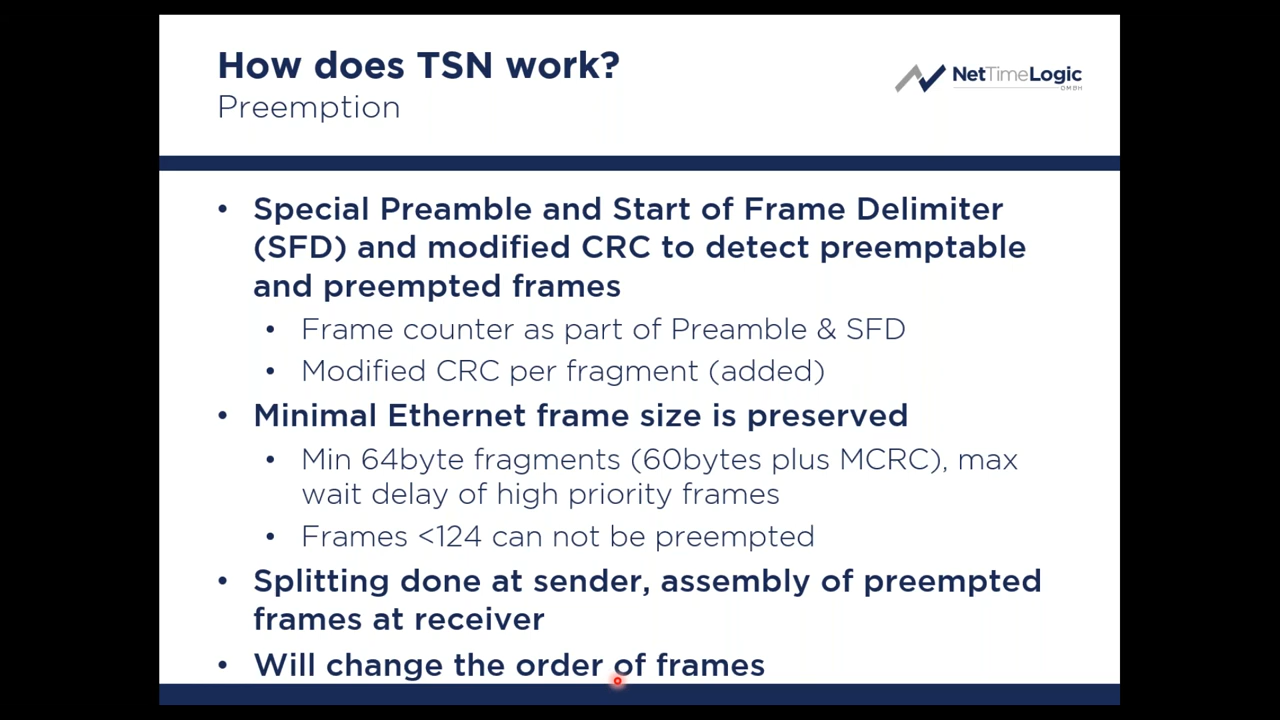 How does TSN work?
Preemption
NetTimeLogic
GMBH
• Special Preamble and Start of Frame Delimiter
(SFD) and modified CRC to detect preemptable
and preempted frames
• Frame counter as part of Preamble & SFD
• Modified CRC per fragment (added)
• Minimal Ethernet frame size is preserved
• Min 64byte fragments (60bytes plus MCRC), max
wait delay of high priority frames
• Frames <124 can not be preempted
• Splitting done at sender, assembly of preempted
frames at receiver
• Will change the order of frames